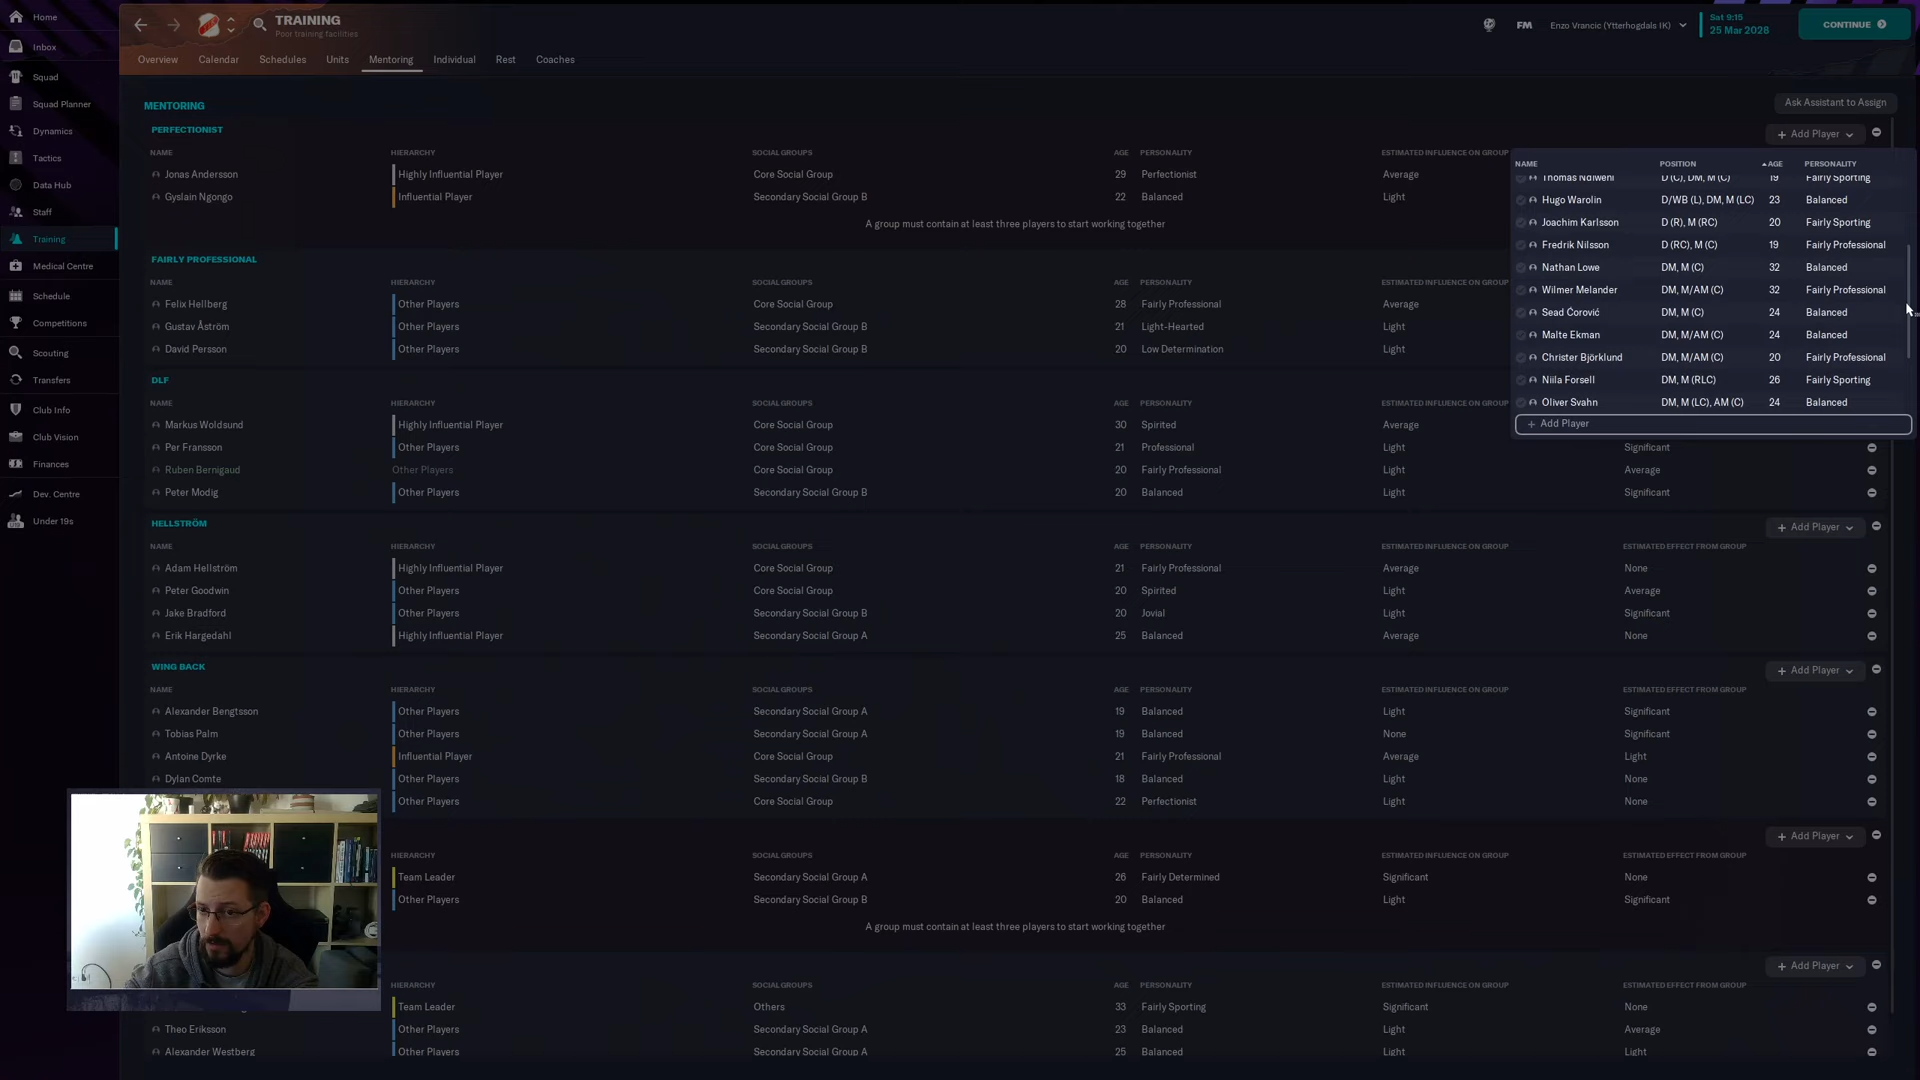 Home
Inbox
Squad
Squad Planner
Dynamics
Tactics
Data Hub
Staff
Training
Medical Centre
Schedule
Competitions
Scouting
Transfers
Club Info
Club Vision
Finances
Dev. Centre
Under 19s
TRAINING
Poor training facilities
FM
Enzo Vrancic (Ytterhogdals IK)
Sat 9:15
25 Mar 2028
CONTINUE
Overview Calendar Schedules Units Mentoring Individual Rest Coaches
MENTORING
Ask Assistant to Assign
PERFECTIONIST
Add Player
NAME HIERARCHY SOCIAL GROUPS AGE PERSONALITY ESTIMATED INFLUENCE ON GROUP
Jonas Andersson Highly Influential Player Core Social Group 29 Perfectionist Average
Gyslain Ngongo Influential Player Secondary Social Group B 22 Balanced Light
A group must contain at least three players to start working together
NAME POSITION AGE PERSONALITY
Thomas Ndlweni D (C), DM, M (C) 19 Fairly Sporting
Hugo Warolin D/WB (L), DM, M (LC) 23 Balanced
Joachim Karlsson D (R), M (RC) 20 Fairly Sporting
Fredrik Nilsson D (RC), M (C) 19 Fairly Professional
Nathan Lowe DM, M (C) 32 Balanced
Wilmer Melander DM, M/AM (C) 32 Fairly Professional
Sead Ćorović DM, M (C) 24 Balanced
Malte Ekman DM, M/AM (C) 24 Balanced
Christer Björklund DM, M/AM (C) 20 Fairly Professional
Niila Forsell DM, M (RLC) 26 Fairly Sporting
Oliver Svahn DM, M (LC), AM (C) 24 Balanced
Add Player
FAIRLY PROFESSIONAL
NAME HIERARCHY SOCIAL GROUPS AGE PERSONALITY ESTIMATED INFLUENCE ON GROUP
Felix Hellberg Other Players Core Social Group 28 Fairly Professional Average
Gustav Åström Other Players Secondary Social Group B 21 Light-Hearted Light
David Persson Other Players Secondary Social Group B 20 Low Determination Light
DLF
NAME HIERARCHY SOCIAL GROUPS AGE PERSONALITY ESTIMATED INFLUENCE ON GROUP
Markus Woldsund Highly Influential Player Core Social Group 30 Spirited Average
Per Fransson Other Players Core Social Group 21 Professional Light Significant
Ruben Bernigaud Other Players Core Social Group 20 Fairly Professional Light Average
Peter Modig Other Players Secondary Social Group B 20 Balanced Light Significant
HELLSTRÖM
Add Player
NAME HIERARCHY SOCIAL GROUPS AGE PERSONALITY ESTIMATED INFLUENCE ON GROUP ESTIMATED EFFECT FROM GROUP
Adam Hellström Highly Influential Player Core Social Group 21 Fairly Professional Average None
Peter Goodwin Other Players Core Social Group 20 Spirited Light Average
Jake Bradford Other Players Secondary Social Group B 20 Jovial Light Significant
Erik Hargedahl Highly Influential Player Secondary Social Group A 25 Balanced Average None
WING BACK
Add Player
NAME HIERARCHY SOCIAL GROUPS AGE PERSONALITY ESTIMATED INFLUENCE ON GROUP ESTIMATED EFFECT FROM GROUP
Alexander Bengtsson Other Players Secondary Social Group A 19 Balanced Light Significant
Tobias Palm Other Players Secondary Social Group A 19 Balanced None Significant
Antoine Dyrke Influential Player Core Social Group 21 Fairly Professional Average Light
Dylan Comte Other Players Secondary Social Group B 18 Balanced Light None
Other Players Core Social Group 22 Perfectionist Light None
Add Player
HIERARCHY SOCIAL GROUPS AGE PERSONALITY ESTIMATED INFLUENCE ON GROUP ESTIMATED EFFECT FROM GROUP
Team Leader Secondary Social Group A 26 Fairly Determined Significant None
Other Players Secondary Social Group B 20 Balanced Light Significant
A group must contain at least three players to start working together
Add Player
HIERARCHY SOCIAL GROUPS AGE PERSONALITY ESTIMATED INFLUENCE ON GROUP ESTIMATED EFFECT FROM GROUP
Team Leader Others 33 Fairly Sporting Significant None
Theo Eriksson Other Players Secondary Social Group A 23 Balanced Light Average
Alexander Westberg Other Players Secondary Social Group A 25 Balanced Light Light